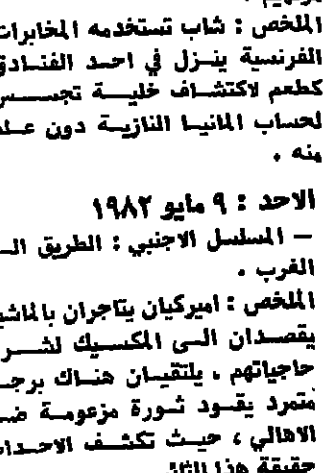 الملخص : شاب تستخدمه المخابرات
الفرنسية ينزل في احد الفنادق
كطعم لاكتشاف خلية تجسس
لحساب المانيا النازية دون علم
منه .
الاحد : ٩ مايو ١٩٨٢
— المسلسل الاجنبي : الطريق الى
الغرب .
الملخص : اميركيان يتاجران بالماشية
يقصدان الى المكسيك لشراء
حاجياتهم . يلتقيان هناك برجل
متمرد يقود ثورة مزعومة ضد
الاهالي ، حيث تكشف الاحداث
حقيقة هذا